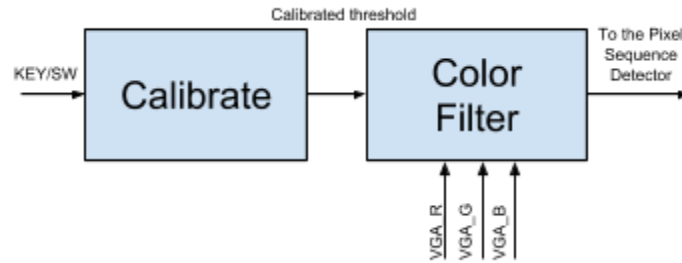 Calibrated threshold
To the Pixel
Sequence
Detector
KEY/SW
Calibrate
Color
Filter
VGA_R
VGA_G
VGA_B